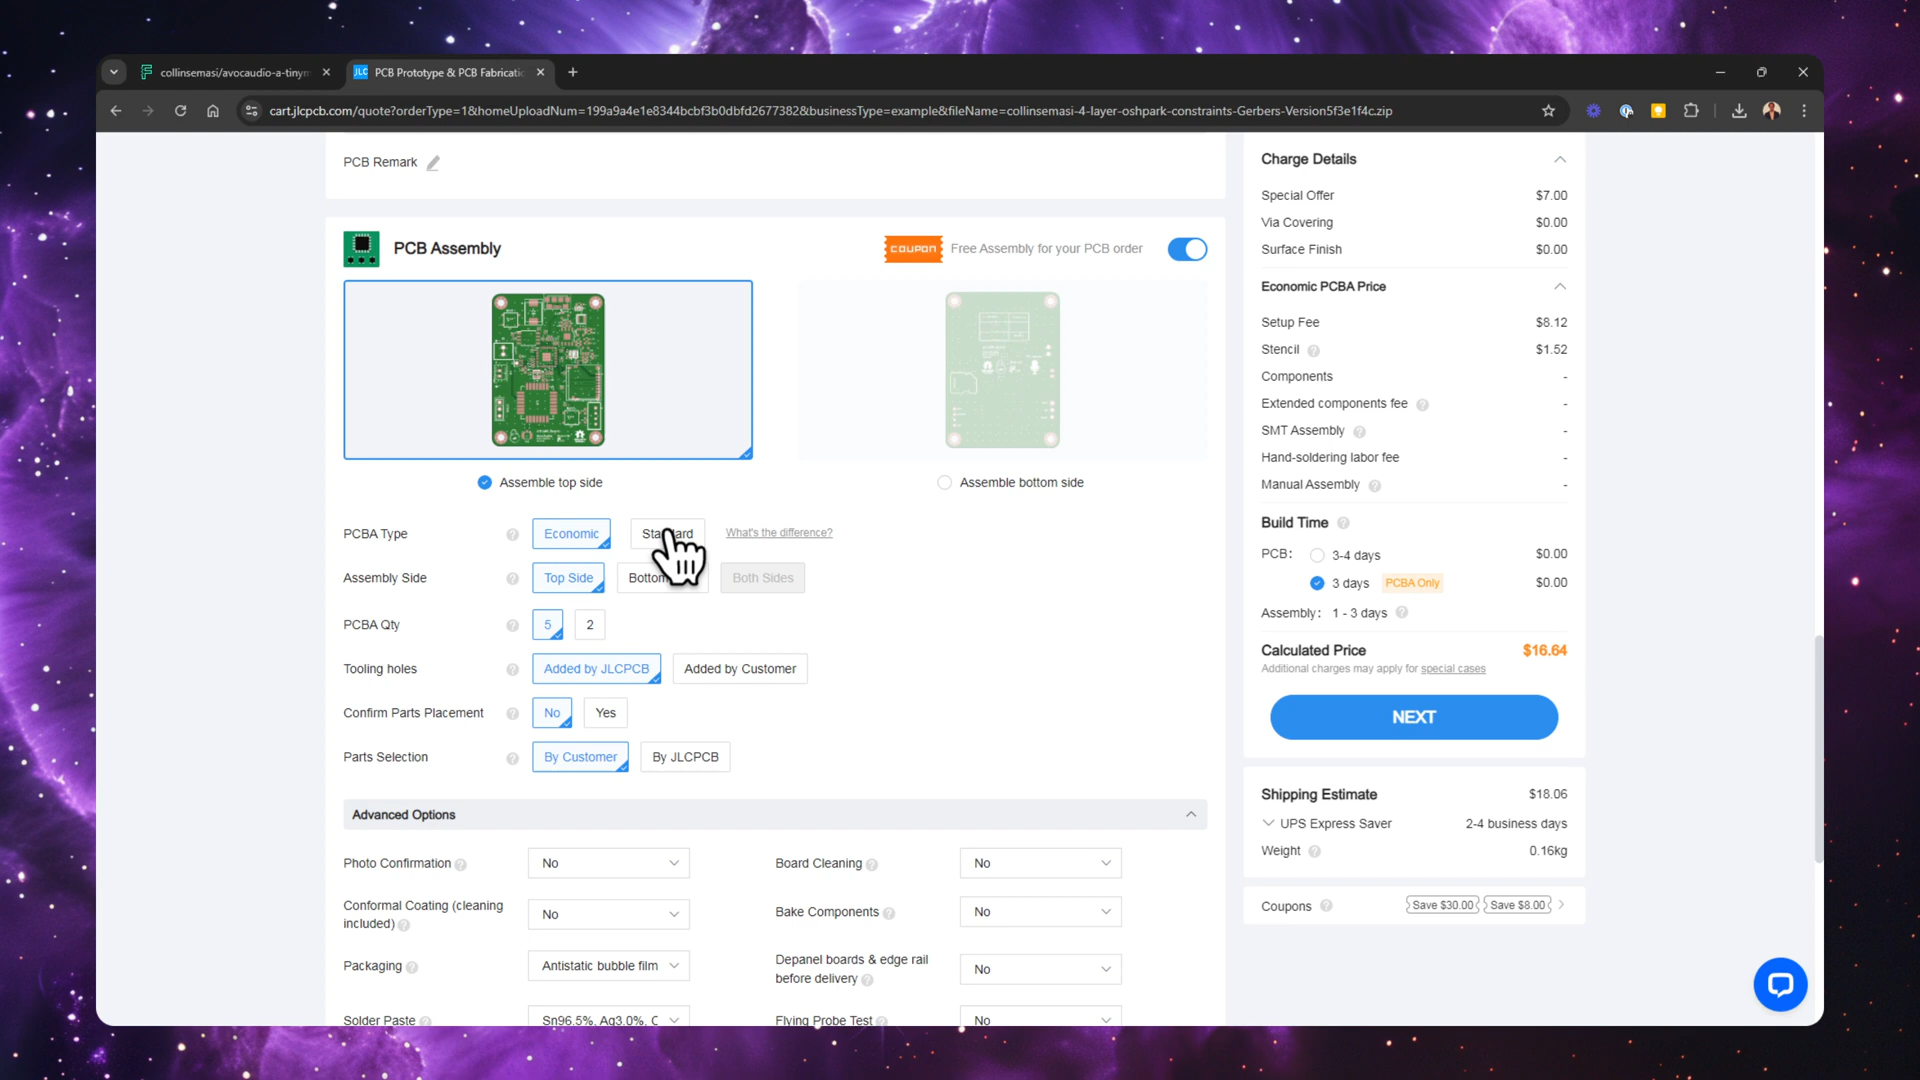 collinsemasi/avocaudio-a-tinym
JLC PCB Prototype & PCB Fabricatic
cart.jlcpcb.com/quote?orderType=1&homeUploadNum=199a9a4e1e8344bcbf3b0dbfd2677382&businessType=example&fileName=collinsemasi-4-layer-oshpark-constraints-Gerbers-Version5f3e1f4c.zip
PCB Remark
PCB Assembly
COUPON Free Assembly for your PCB order
Assemble top side
Assemble bottom side
PCBA Type ? Economic Sta ard What's the difference?
Assembly Side ? Top Side Bottom Both Sides
PCBA Qty ? 5 2
Tooling holes ? Added by JLCPCB Added by Customer
Confirm Parts Placement ? No Yes
Parts Selection ? By Customer By JLCPCB
Advanced Options
Photo Confirmation ? No
Board Cleaning ? No
Conformal Coating (cleaning
included) ? No
Bake Components ? No
Packaging ? Antistatic bubble film
Depanel boards & edge rail
before delivery ? No
Solder Paste ? Sn96.5%, Ag3.0%, C
Flying Probe Test ? No
Charge Details
Special Offer $7.00
Via Covering $0.00
Surface Finish $0.00
Economic PCBA Price
Setup Fee $8.12
Stencil ? $1.52
Components -
Extended components fee ? -
SMT Assembly ? -
Hand-soldering labor fee -
Manual Assembly ? -
Build Time ?
PCB: 3-4 days $0.00
3 days PCBA Only $0.00
Assembly: 1 - 3 days ?
Calculated Price $16.64
Additional charges may apply for special cases
NEXT
Shipping Estimate $18.06
UPS Express Saver 2-4 business days
Weight ? 0.16kg
Coupons ? Save $30.00 Save $8.00